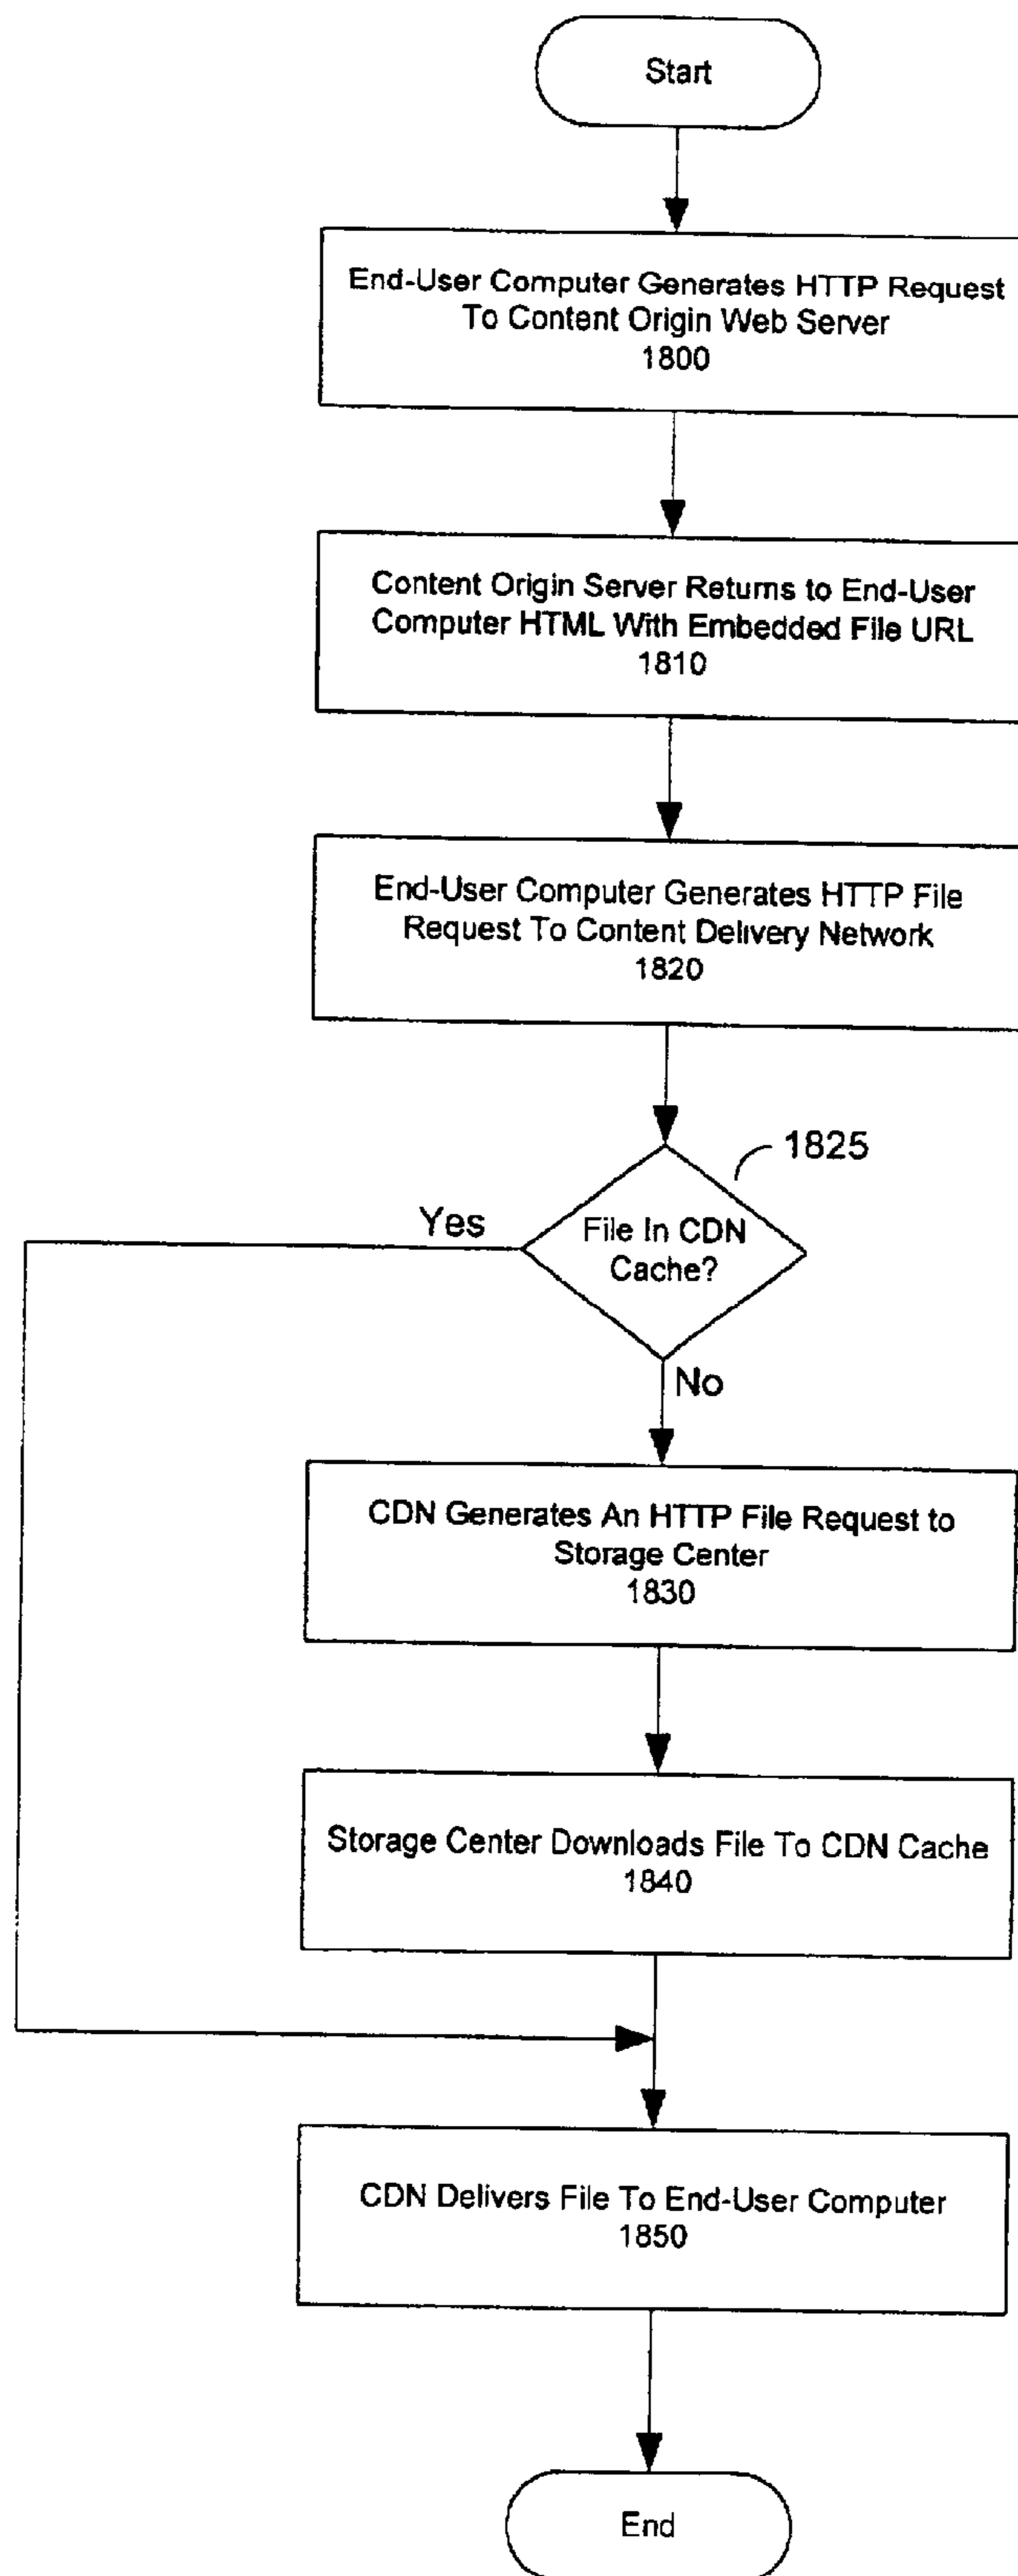 Start
End-User Computer Generates HTTP Request
To Content Origin Web Server
1800
Content Origin Server Returns to End-User
Computer HTML With Embedded File URL
1810
End-User Computer Generates HTTP File
Request To Content Delivery Network
1820
1825
Yes
File In CDN
Cache?
No
CDN Generates An HTTP File Request to
Storage Center
1830
Storage Center Downloads File To CDN Cache
1840
CDN Delivers File To End-User Computer
1850
End